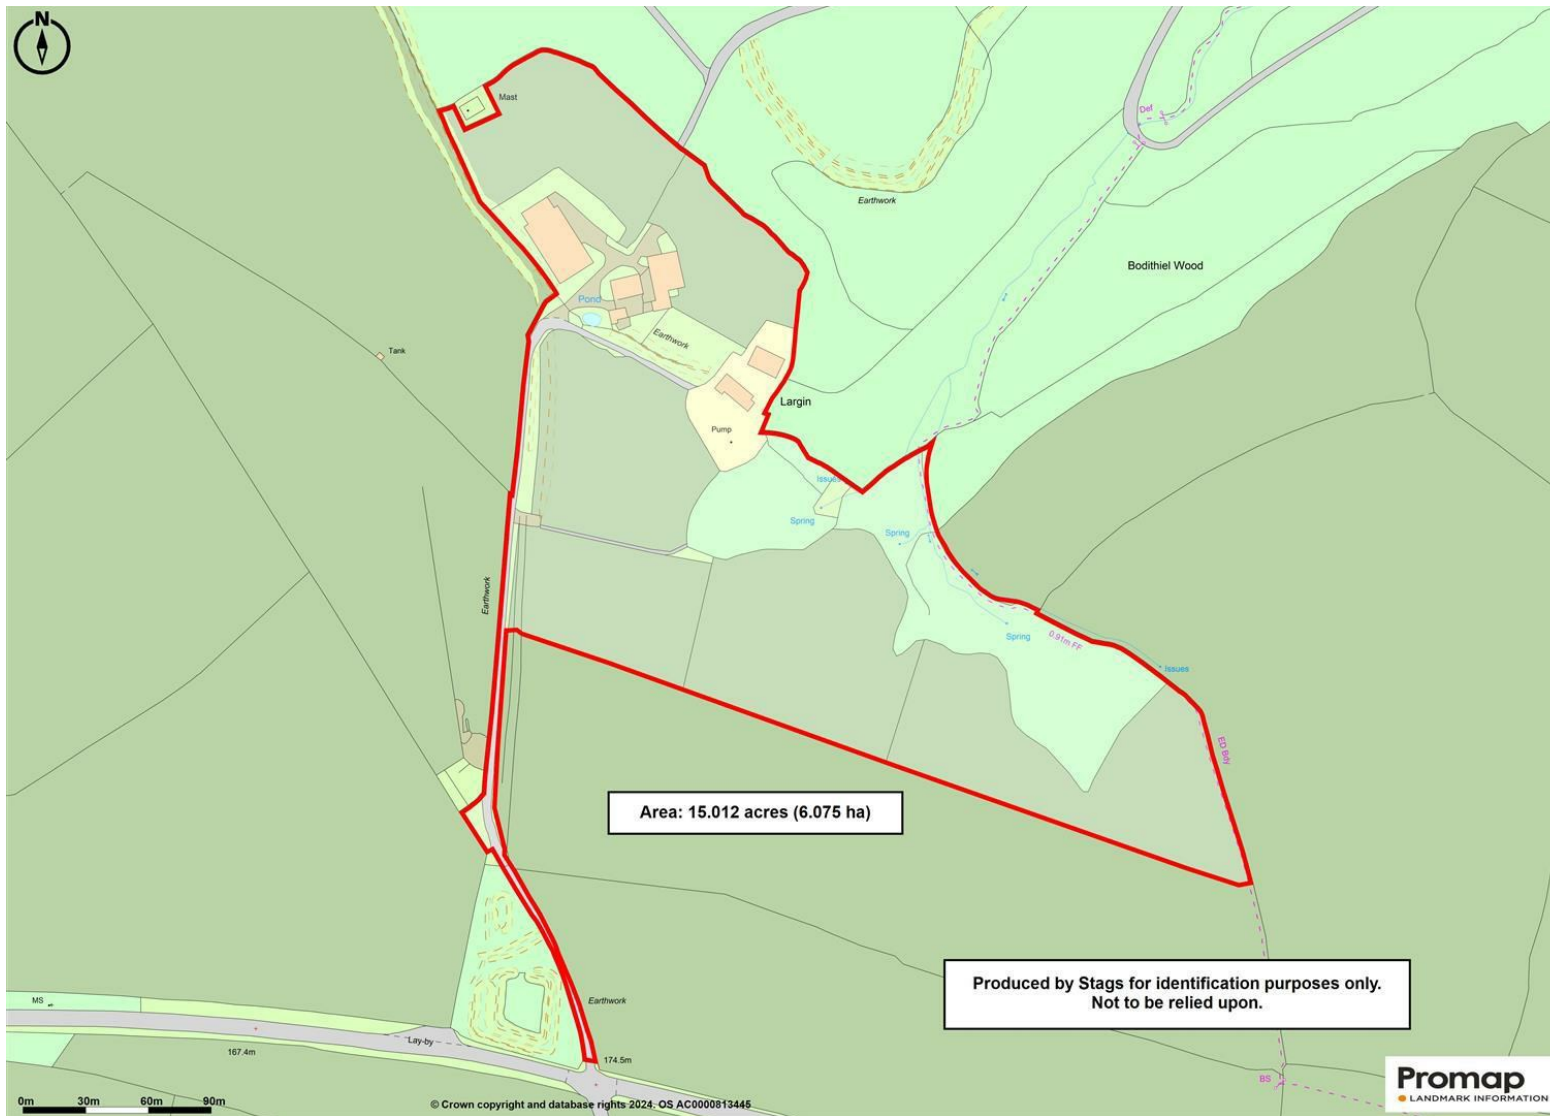 N
Mast
Def
Earthwork
Bodithiel Wood
Pond
Earthwork
Tank
Largin
Pump
Issues
Spring
Spring
Earthwork
Spring
0.91m FF
Issues
ED Bdy
Area: 15.012 acres (6.075 ha)
Produced by Stags for identification purposes only.
Not to be relied upon.
MS
Earthwork
Lay-by
167.4m
174.5m
BS
0m 30m 60m 90m
© Crown copyright and database rights 2024. OS AC0000813445
Promap
LANDMARK INFORMATION